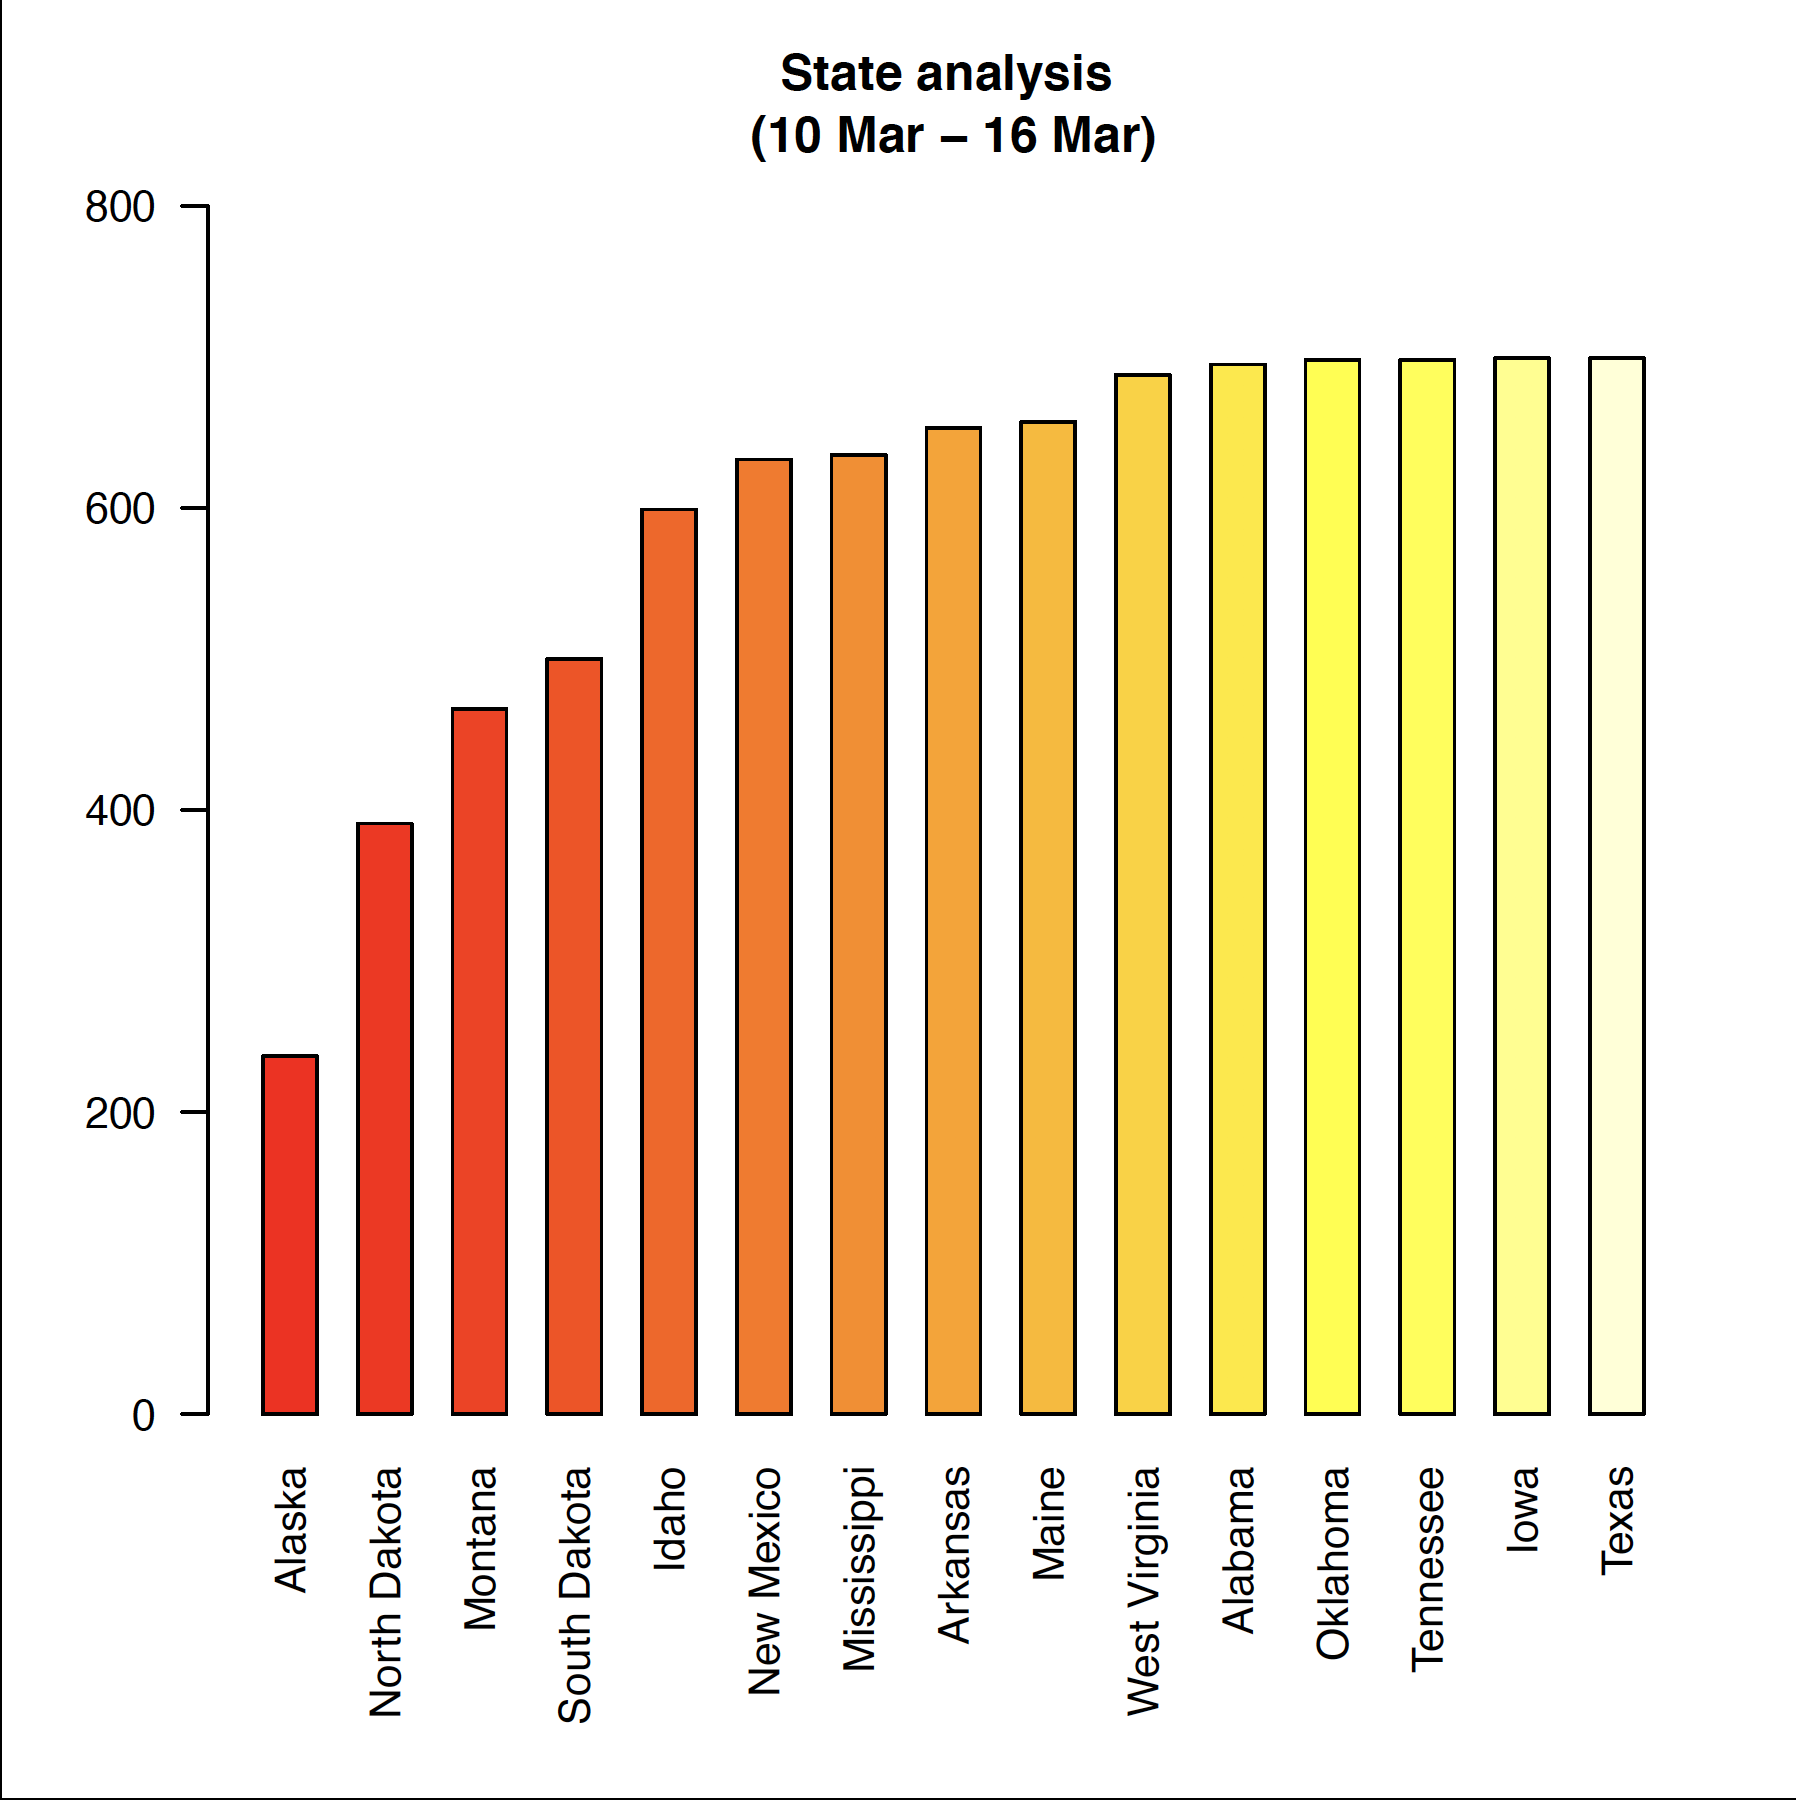 State analysis
(10 Mar – 16 Mar)
800
600
400
200
0
Alaska
North Dakota
Montana
South Dakota
Idaho
New Mexico
Mississippi
Arkansas
Maine
West Virginia
Alabama
Oklahoma
Tennessee
Iowa
Texas